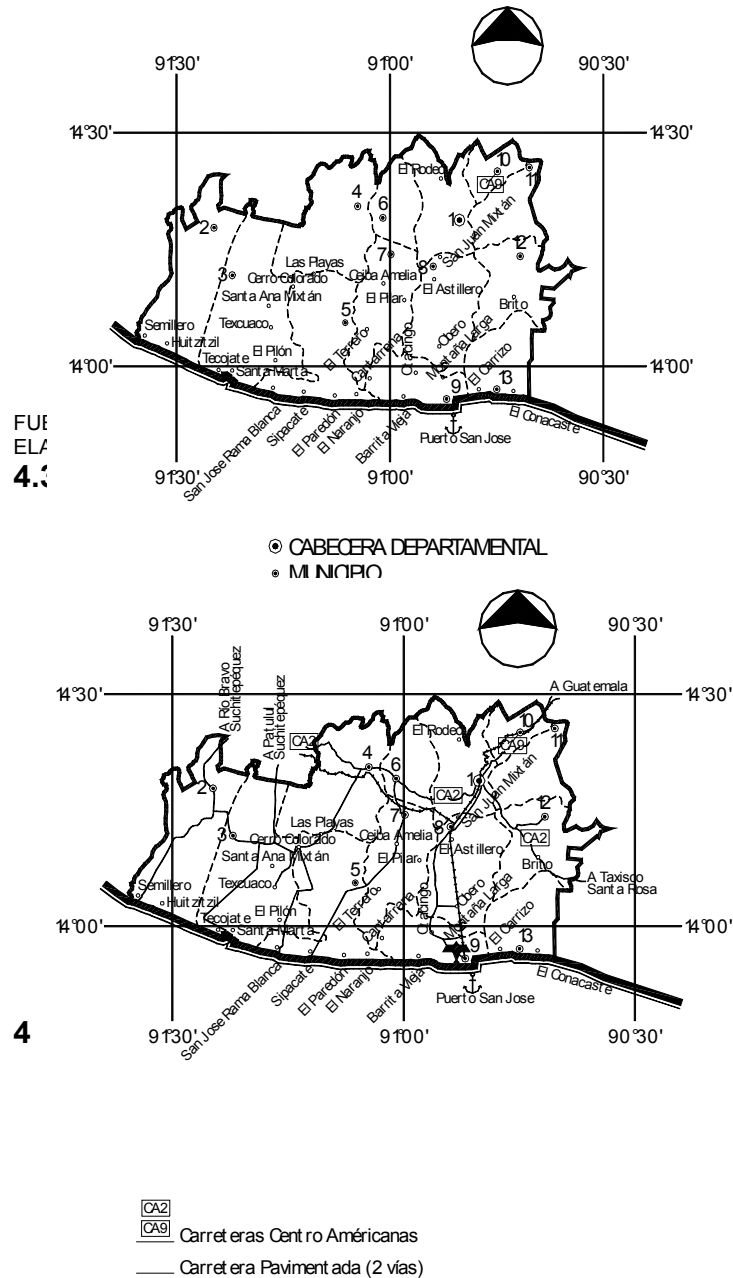 91°30'
91°00'
90°30'
14°30'
14°30'
El Rodeo
10
CA9
11
4
6
1
San Juan Mixtán
2
7
8
12
Las Playas
3
Cerro Colorado
Ceiba Amelia
Santa Ana Mixtán
El Pilar
El Astillero
Brito
5
Semillero
Texcuaco
Huitzitzil
El Terrero
Cantarrena
Obero
Montaña Larga
El Pilón
Tecojate
Santa Marta
El Carrizo
14°00'
14°00'
9
13
San Jose Rama Blanca
Sipacate
El Paredón
El Naranjo
Barrita Vieja
Puerto San Jose
El Conacaste
FUE
ELA
4.3
91°30'
91°00'
90°30'
CABECERA DEPARTAMENTAL
MUNICIPIO
91°30'
91°00'
90°30'
A Río Bravo
Suchitepéquez
A Patulul
Suchitepéquez
A Guatemala
14°30'
14°30'
CA2
El Rodeo
10
CA9
11
4
6
1
San Juan Mixtán
2
CA2
7
8
12
Las Playas
3
Cerro Colorado
Ceiba Amelia
CA2
Santa Ana Mixtán
El Pilar
El Astillero
Brito
5
A Taxisco
Santa Rosa
Semillero
Texcuaco
Huitzitzil
El Terrero
Cantarrena
Obero
Montaña Larga
El Pilón
Tecojate
Santa Marta
El Carrizo
14°00'
14°00'
9
13
San Jose Rama Blanca
Sipacate
El Paredón
El Naranjo
Barrita Vieja
Puerto San Jose
El Conacaste
4
91°30'
91°00'
90°30'
CA2
CA9
Carreteras Centro Américanas
Carretera Pavimentada (2 vías)